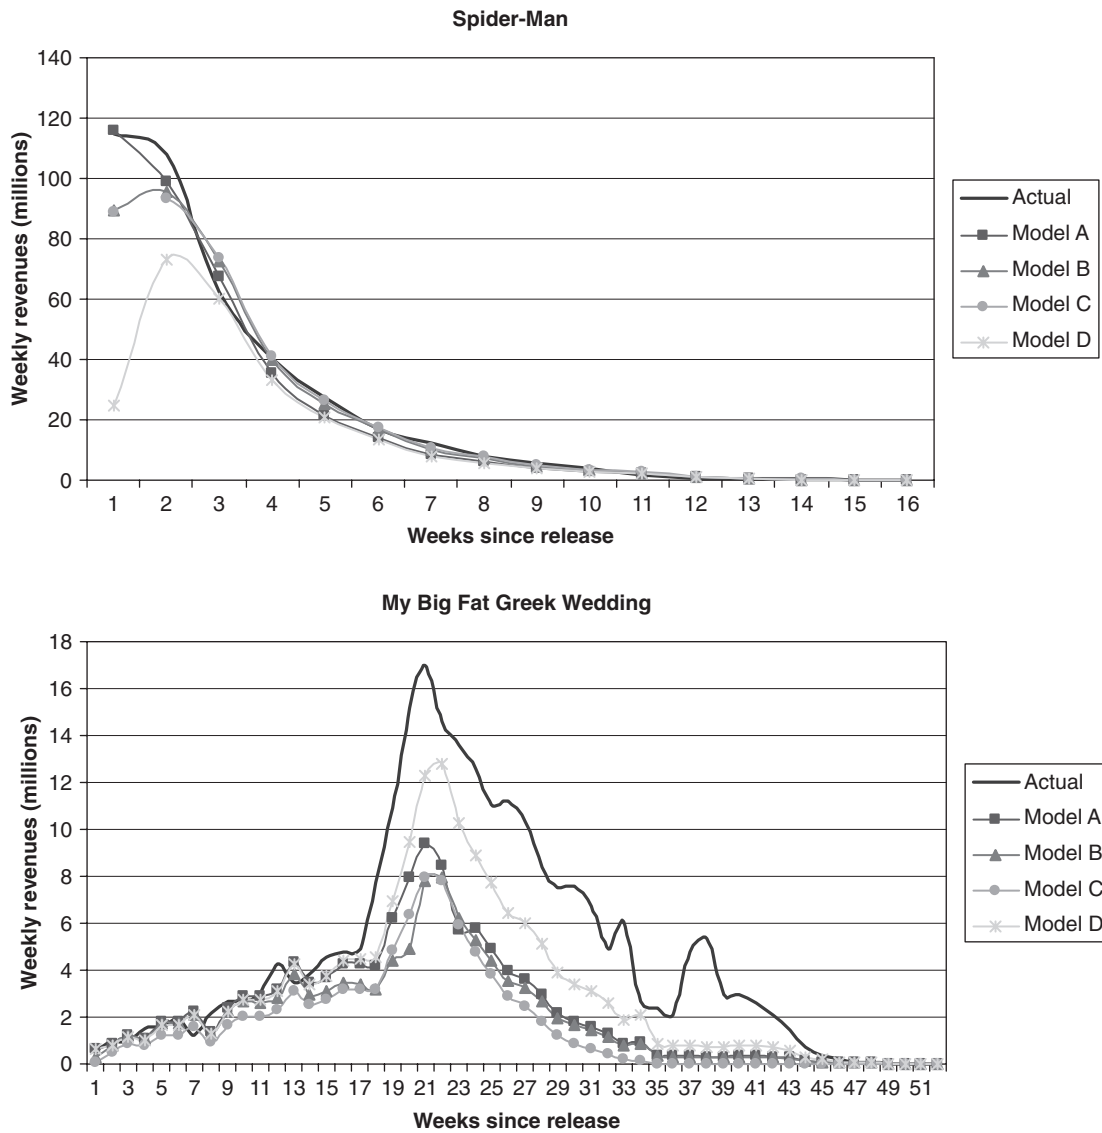 Spider-Man
140
120
100
80
60
40
20
0
Weekly revenues (millions)
1 2 3 4 5 6 7 8 9 10 11 12 13 14 15 16
Weeks since release
Actual
Model A
Model B
Model C
Model D
My Big Fat Greek Wedding
18
16
14
12
10
8
6
4
2
0
Weekly revenues (millions)
1 3 5 7 9 11 13 15 17 19 21 23 25 27 29 31 33 35 37 39 41 43 45 47 49 51
Weeks since release
Actual
Model A
Model B
Model C
Model D